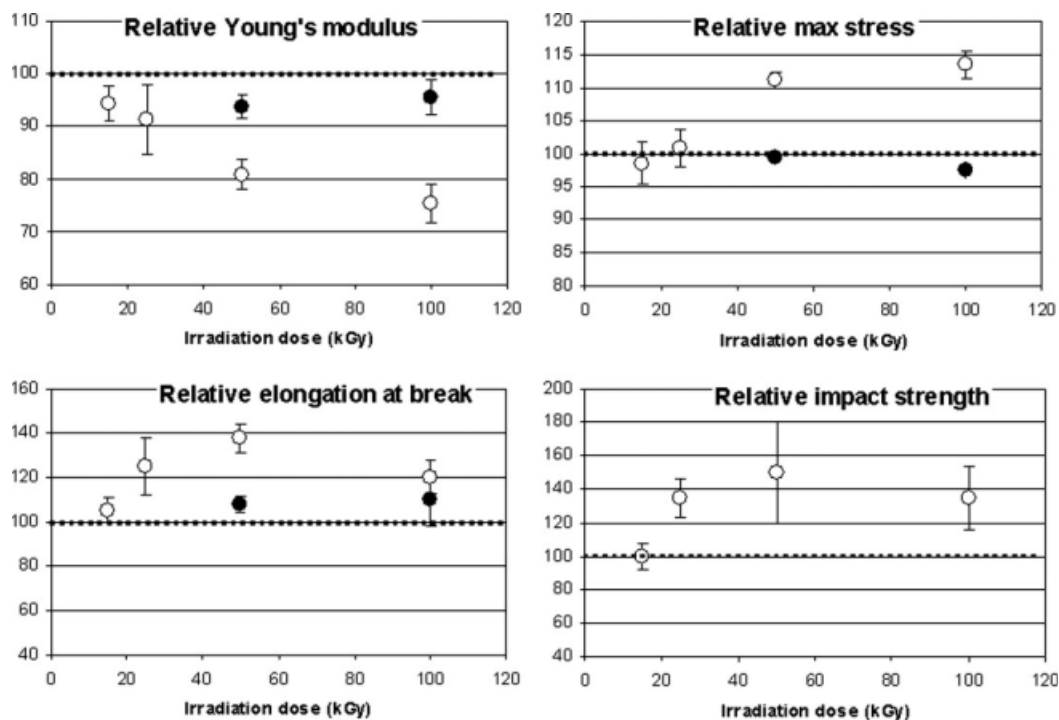 Relative Young's modulus
110
100
90
80
70
60
0 20 40 60 80 100 120
Irradiation dose (kGy)
Relative max stress
120
115
110
105
100
95
90
85
80
0 20 40 60 80 100 120
Irradiation dose (kGy)
Relative elongation at break
160
140
120
100
80
60
40
0 20 40 60 80 100 120
Irradiation dose (kGy)
Relative impact strength
200
180
160
140
120
100
80
60
40
0 20 40 60 80 100 120
Irradiation dose (kGy)